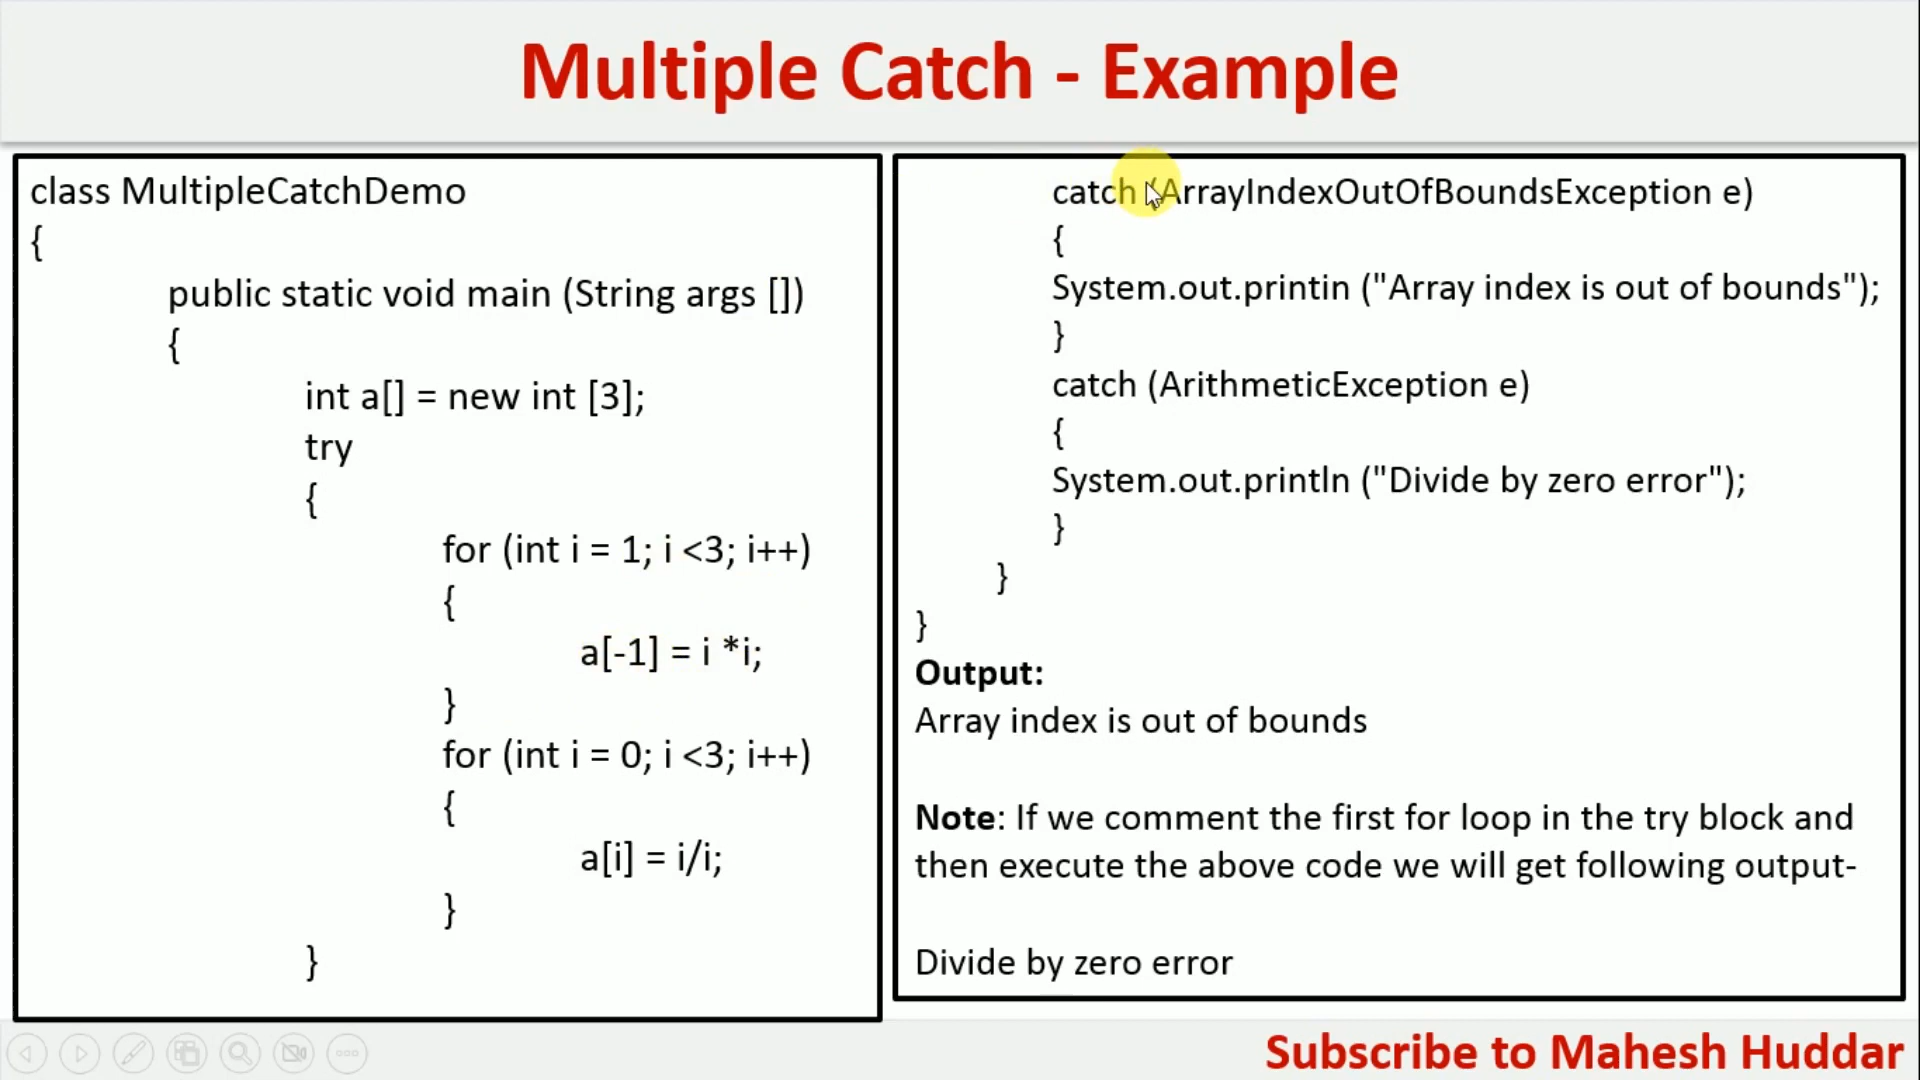 Multiple Catch - Example
class MultipleCatchDemo
{
public static void main (String args [])
{
int a[] = new int [3];
try
{
for (int i = 1; i <3; i++)
{
a[-1] = i *i;
}
for (int i = 0; i <3; i++)
{
a[i] = i/i;
}
}
catch (ArrayIndexOutOfBoundsException e)
{
System.out.printin ("Array index is out of bounds");
}
catch (ArithmeticException e)
{
System.out.println ("Divide by zero error");
}
}
}
Output:
Array index is out of bounds
Note: If we comment the first for loop in the try block and
then execute the above code we will get following output-
Divide by zero error
Subscribe to Mahesh Huddar